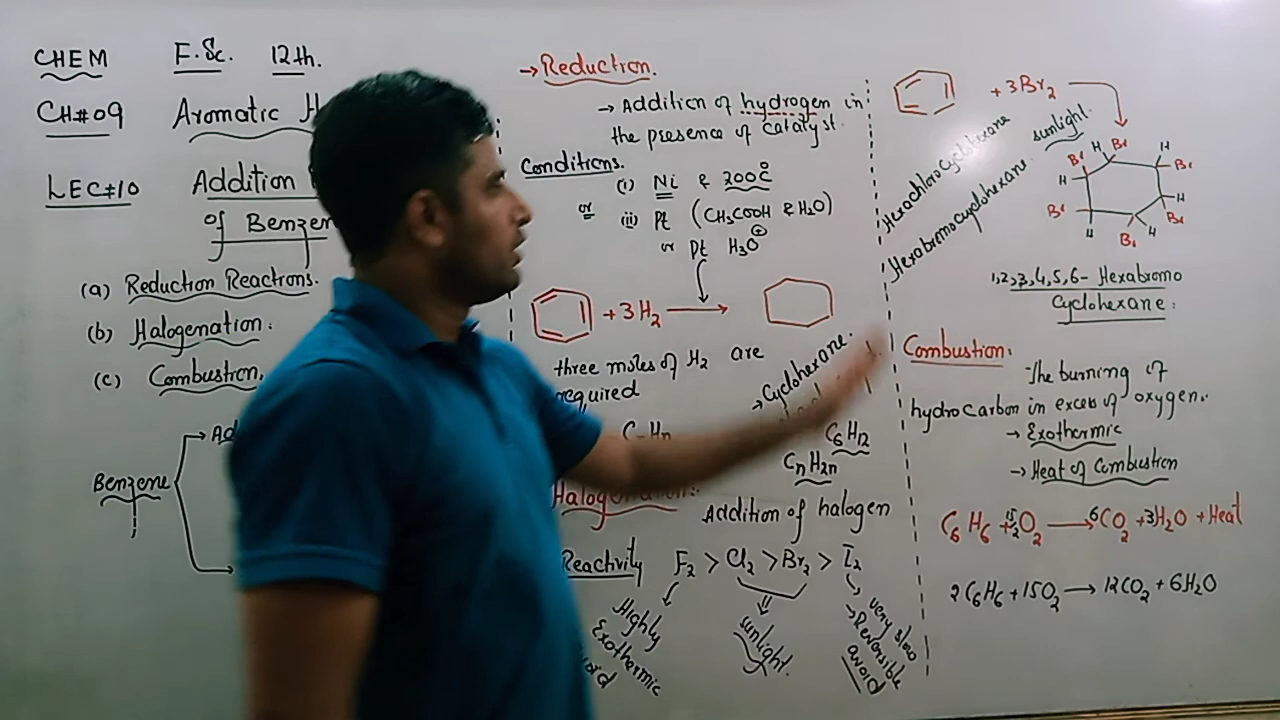 CHEM F.Sc. 12th.
CH#09 Aromatic H
LEC#10 Addition
of Benzen
(a) Reduction Reactions.
(b) Halogenation.
(c) Combustion.
Ad
Benzene
→ Reduction.
→ Addition of hydrogen in
the presence of catalyst.
Conditions.
(i) Ni & 200°C
or (ii) Pt (CH3COOH & H2O)
or Pt H3O⊕
+ 3H2 →
three moles of H2 are
required
→ Cyclohexane.
C6H12
CnH2n
Halogenation:
Addition of halogen
Reactivity F2 > Cl2 > Br2 > I2
Highly
Exothermic
sunlight.
→ very slow
→ Reversible
avoid
+ 3Br2
sunlight.
Hexachlorocyclohexane
Hexabromocyclohexane.
H Br H
Br Br
H H
Br Br
H Br H
1,2,3,4,5,6- Hexabromo
Cyclohexane.
Combustion.
The burning of
hydrocarbon in excess of oxygen..
→ Exothermic
→ Heat of Combustion
C6H6 + 15/2 O2 → 6CO2 + 3H2O + Heat
2C6H6 + 15O2 → 12CO2 + 6H2O